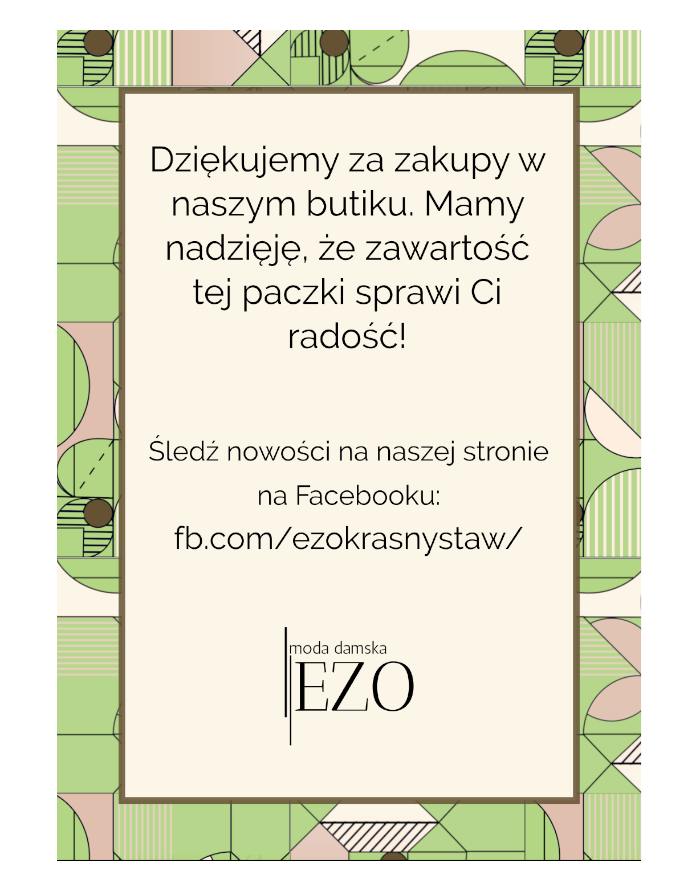 Dziękujemy za zakupy w
naszym butiku. Mamy
nadzięję, że zawartość
tej paczki sprawi Ci
radość!
Śledź nowości na naszej stronie
na Facebooku:
fb.com/ezokrasnystaw/
moda damska
EZO